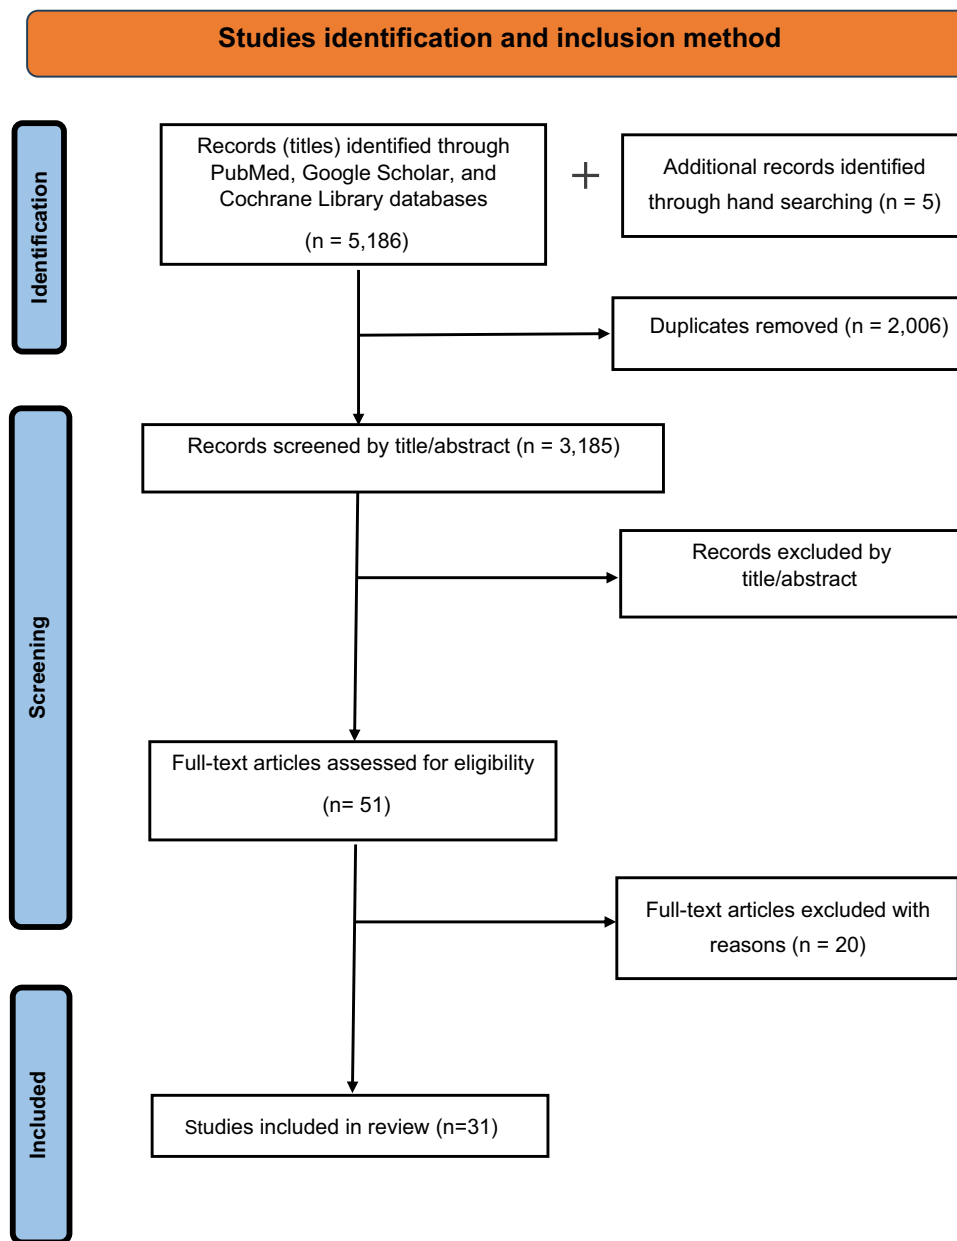 Studies identification and inclusion method
Identification
Records (titles) identified through
PubMed, Google Scholar, and
Cochrane Library databases
(n = 5,186)
+
Additional records identified
through hand searching (n = 5)
Duplicates removed (n = 2,006)
Screening
Records screened by title/abstract (n = 3,185)
Records excluded by
title/abstract
Full-text articles assessed for eligibility
(n= 51)
Full-text articles excluded with
reasons (n = 20)
Included
Studies included in review (n=31)